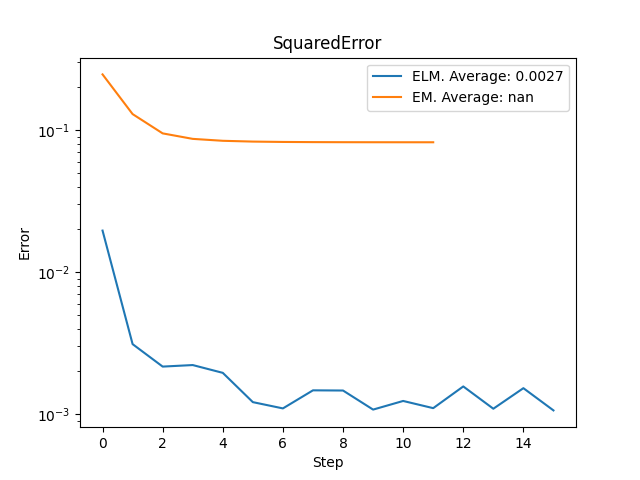 SquaredError
ELM. Average: 0.0027
EM. Average: nan
Error
10⁻¹
10⁻²
10⁻³
0 2 4 6 8 10 12 14
Step